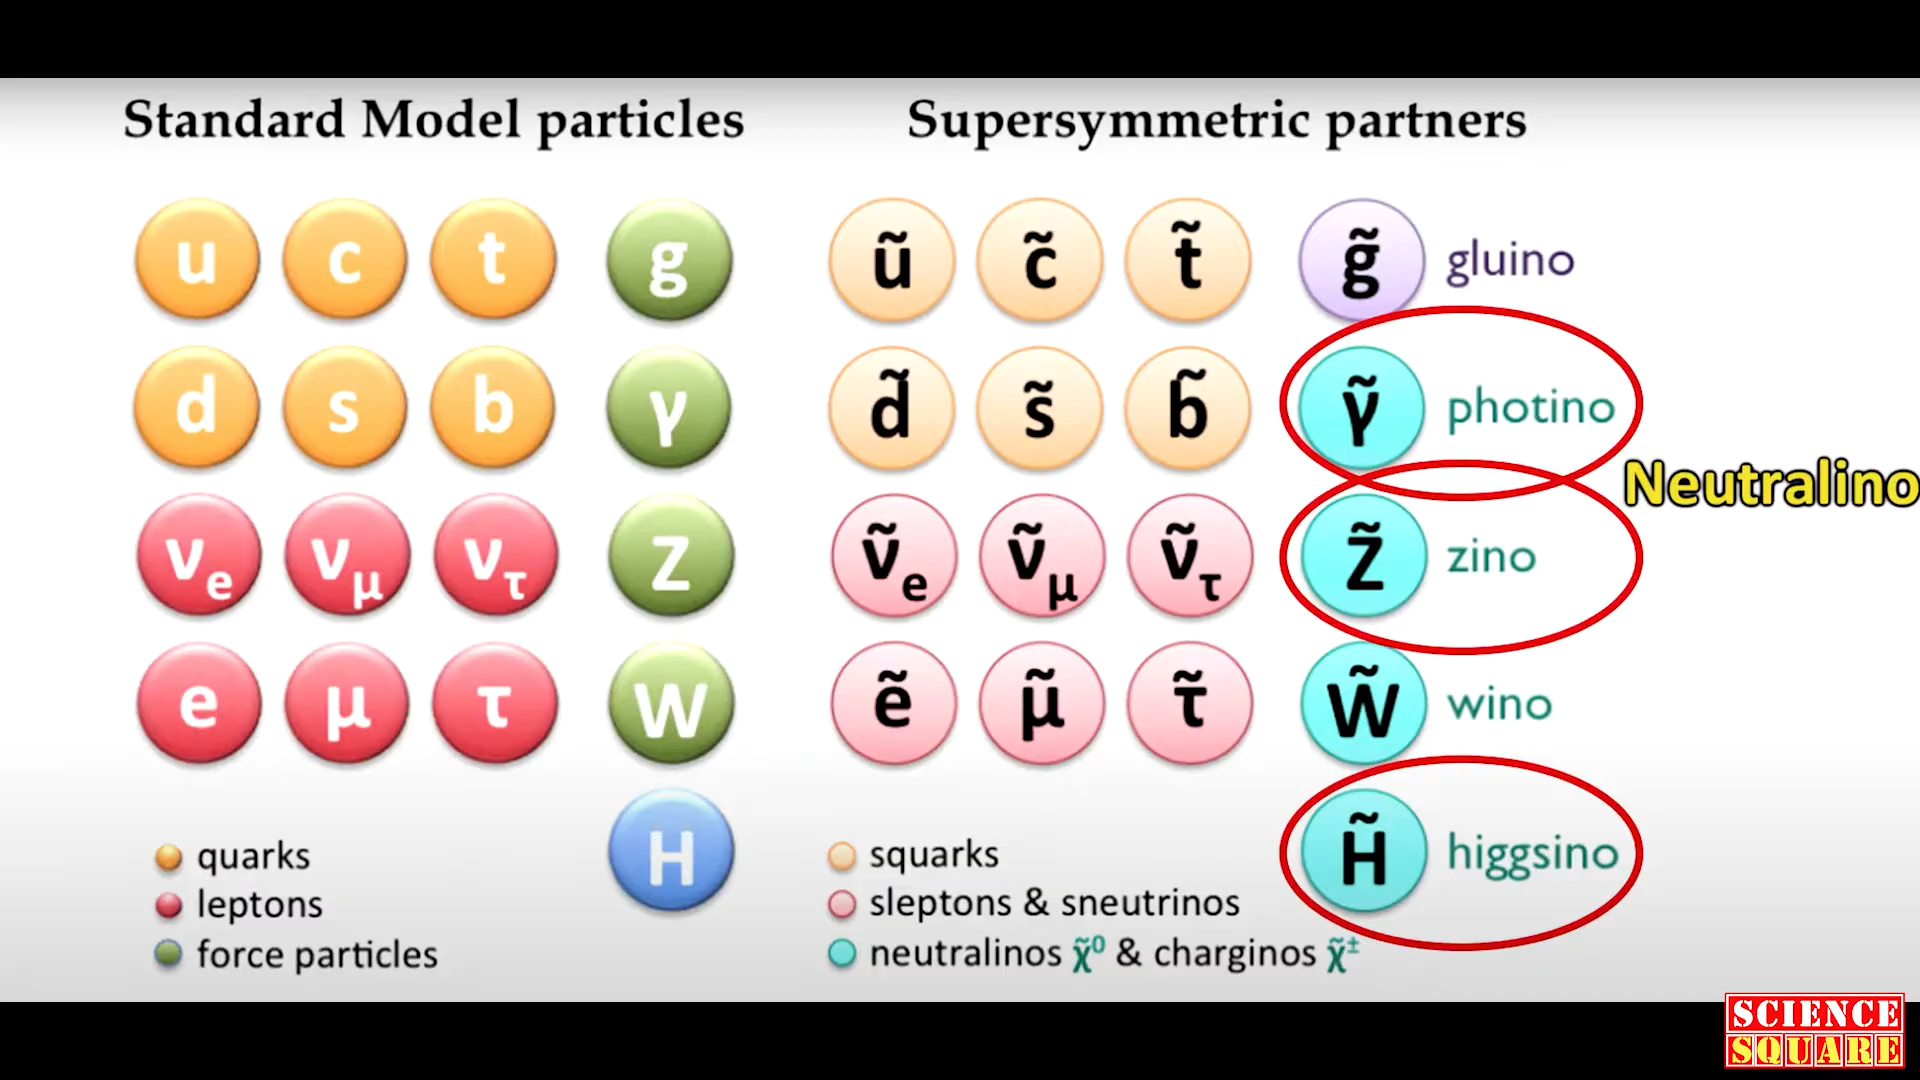 Standard Model particles
Supersymmetric partners
u c t g
ũ c̃ t̃ g̃ gluino
d s b γ
d̃ s̃ b̃ γ̃ photino
Neutralino
νe νμ ντ Z
ν̃e ν̃μ ν̃τ Z̃ zino
e μ τ W
ẽ μ̃ τ̃ W̃ wino
H
H̃ higgsino
quarks
leptons
force particles
squarks
sleptons & sneutrinos
neutralinos χ̃⁰ & charginos χ̃±
SCIENCE
SQUARE